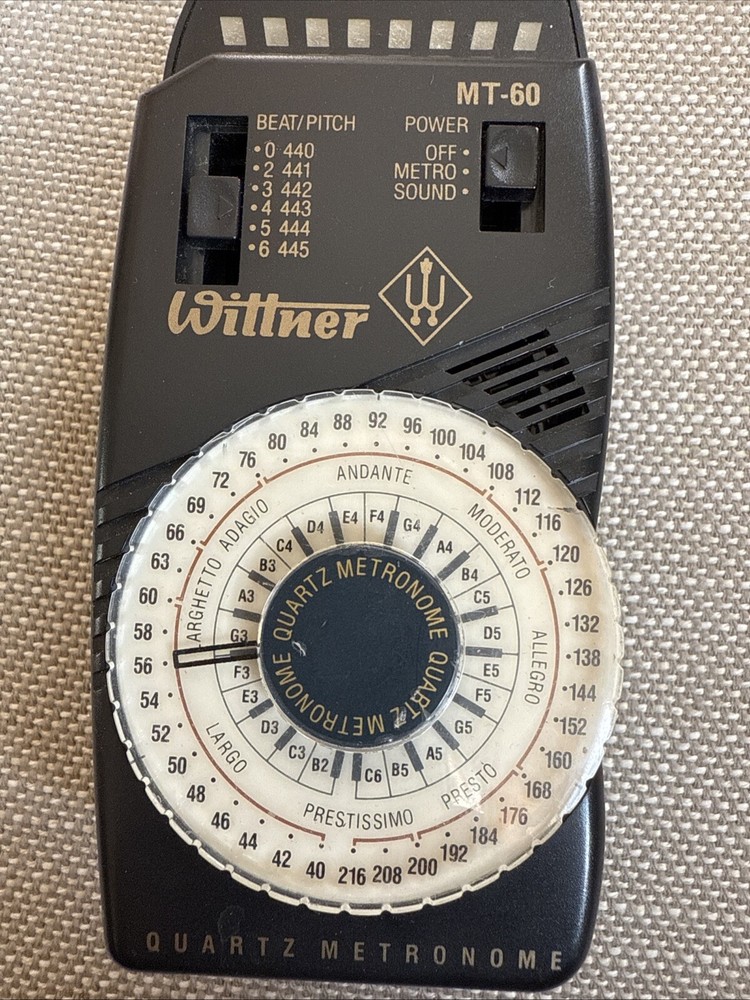 MT-60
BEAT/PITCH
•0 440
•2 441
•3 442
•4 443
•5 444
•6 445
POWER
OFF•
METRO•
SOUND•
Wittner
40
42
44
46
48
50
52
54
56
58
60
63
66
69
72
76
80
84
88
92
96
100
104
108
112
116
120
126
132
138
144
152
160
168
176
184
192
200
208
216
LARGO
LARGHETTO
ADAGIO
ANDANTE
MODERATO
ALLEGRO
PRESTO
PRESTISSIMO
B2
C3
D3
E3
F3
G3
A3
B3
C4
D4
E4
F4
G4
A4
B4
C5
D5
E5
F5
G5
A5
B5
C6
QUARTZ METRONOME QUARTZ METRONOME
QUARTZ METRONOME